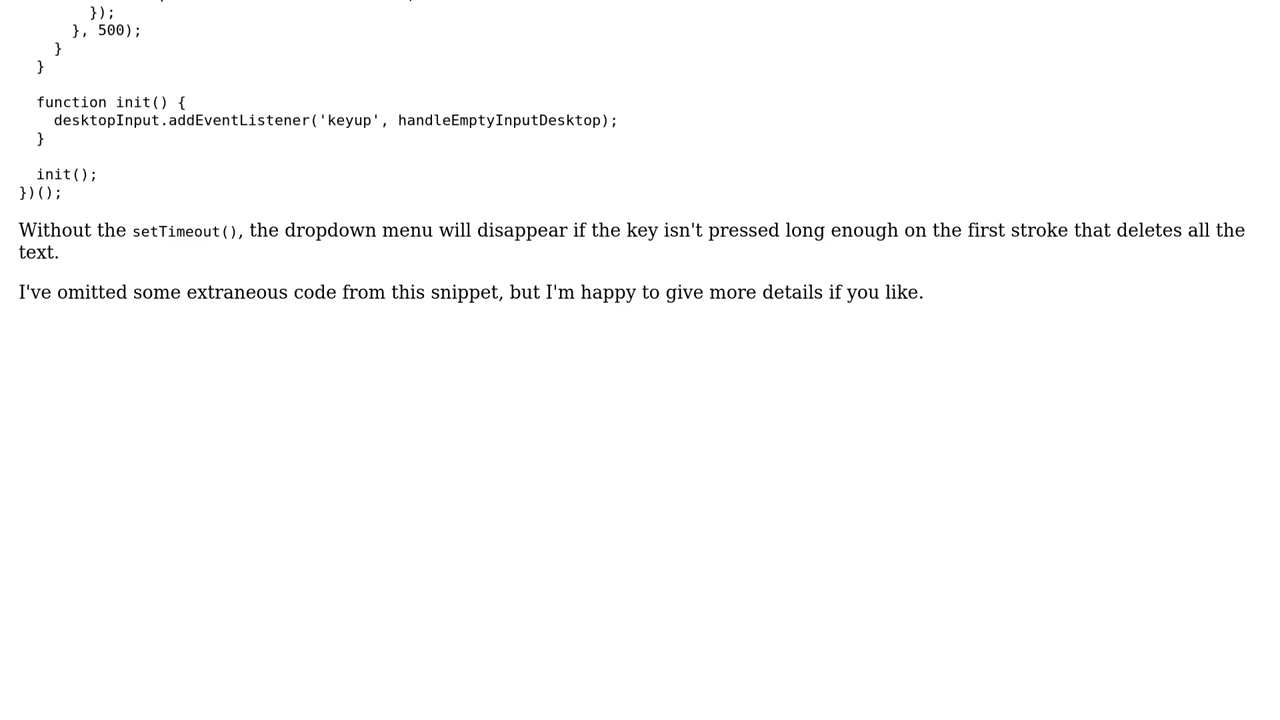 });
}, 500);
}
}
function init() {
desktopInput.addEventListener('keyup', handleEmptyInputDesktop);
}
init();
})();
Without the setTimeout(), the dropdown menu will disappear if the key isn't pressed long enough on the first stroke that deletes all the
text.
I've omitted some extraneous code from this snippet, but I'm happy to give more details if you like.